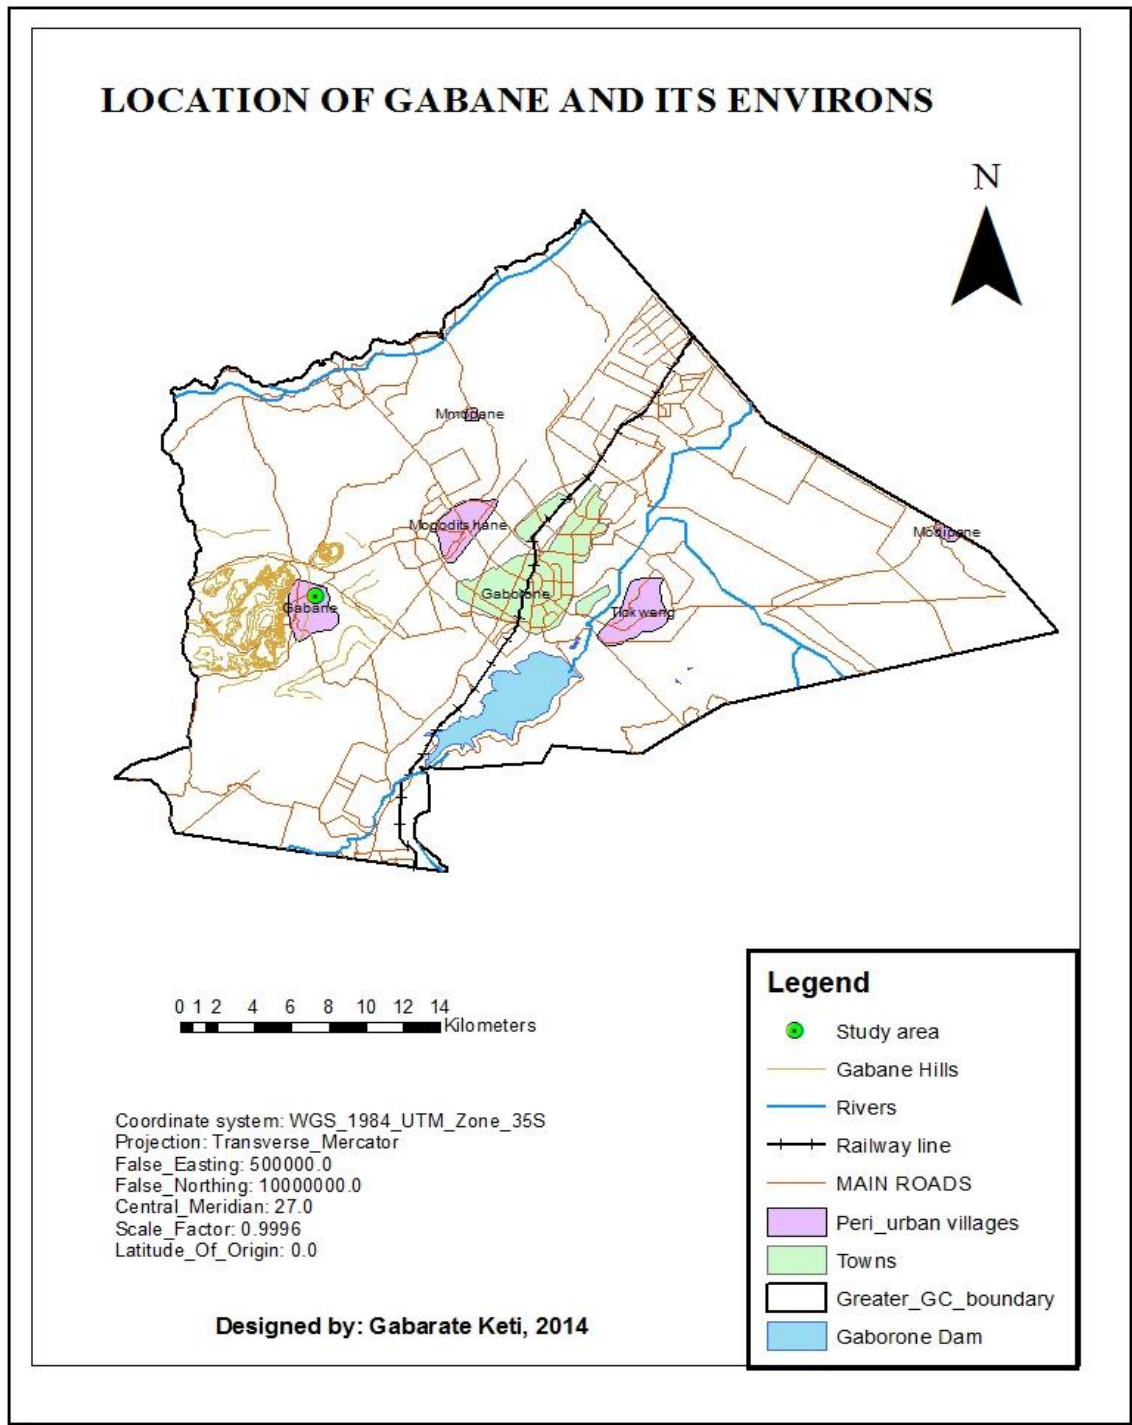 LOCATION OF GABANE AND ITS ENVIRONS
N
Mmopane
Mogoditshane
Modipane
Gaborone
Gabane
Tlokweng
0 1 2 4 6 8 10 12 14
Kilometers
Coordinate system: WGS_1984_UTM_Zone_35S
Projection: Transverse_Mercator
False_Easting: 500000.0
False_Northing: 10000000.0
Central_Meridian: 27.0
Scale_Factor: 0.9996
Latitude_Of_Origin: 0.0
Designed by: Gabarate Keti, 2014
Legend
Study area
Gabane Hills
Rivers
Railway line
MAIN ROADS
Peri_urban villages
Towns
Greater_GC_boundary
Gaborone Dam